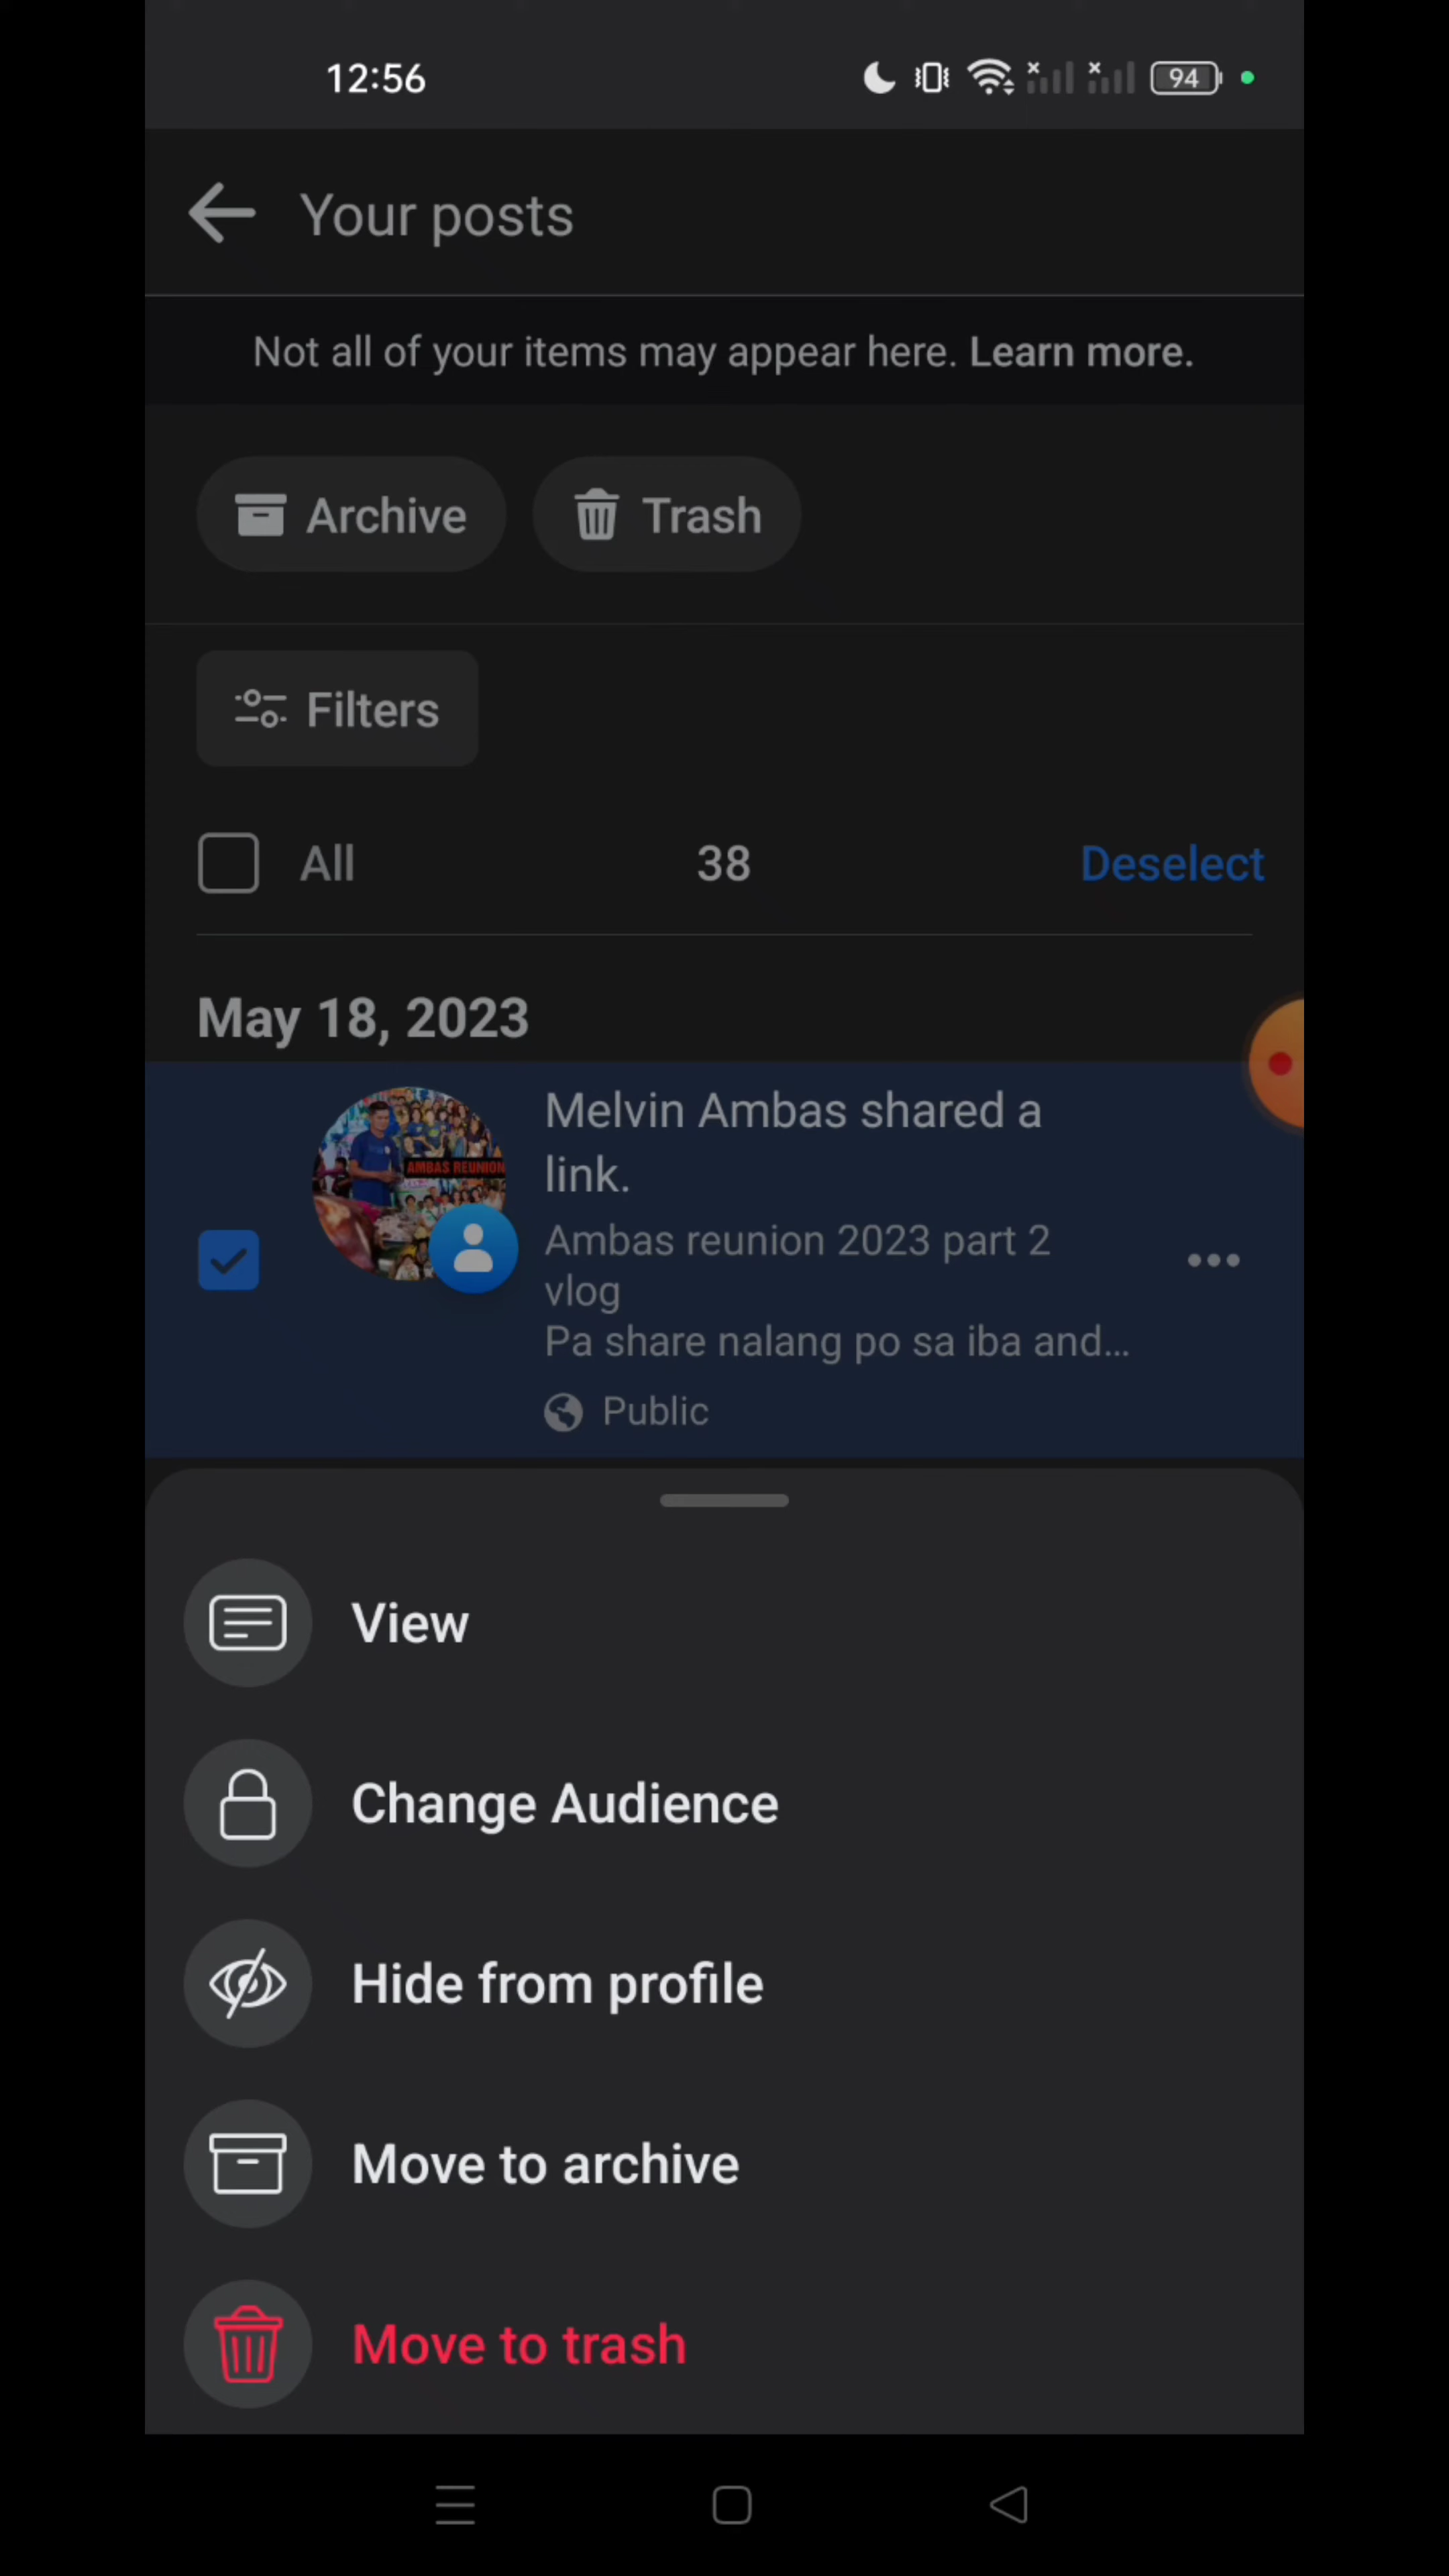 12:56
94
Your posts
Not all of your items may appear here. Learn more.
Archive
Trash
Filters
All
38
Deselect
May 18, 2023
AMBAS REUNION
Melvin Ambas shared a
link.
Ambas reunion 2023 part 2
vlog
Pa share nalang po sa iba and...
Public
View
Change Audience
Hide from profile
Move to archive
Move to trash